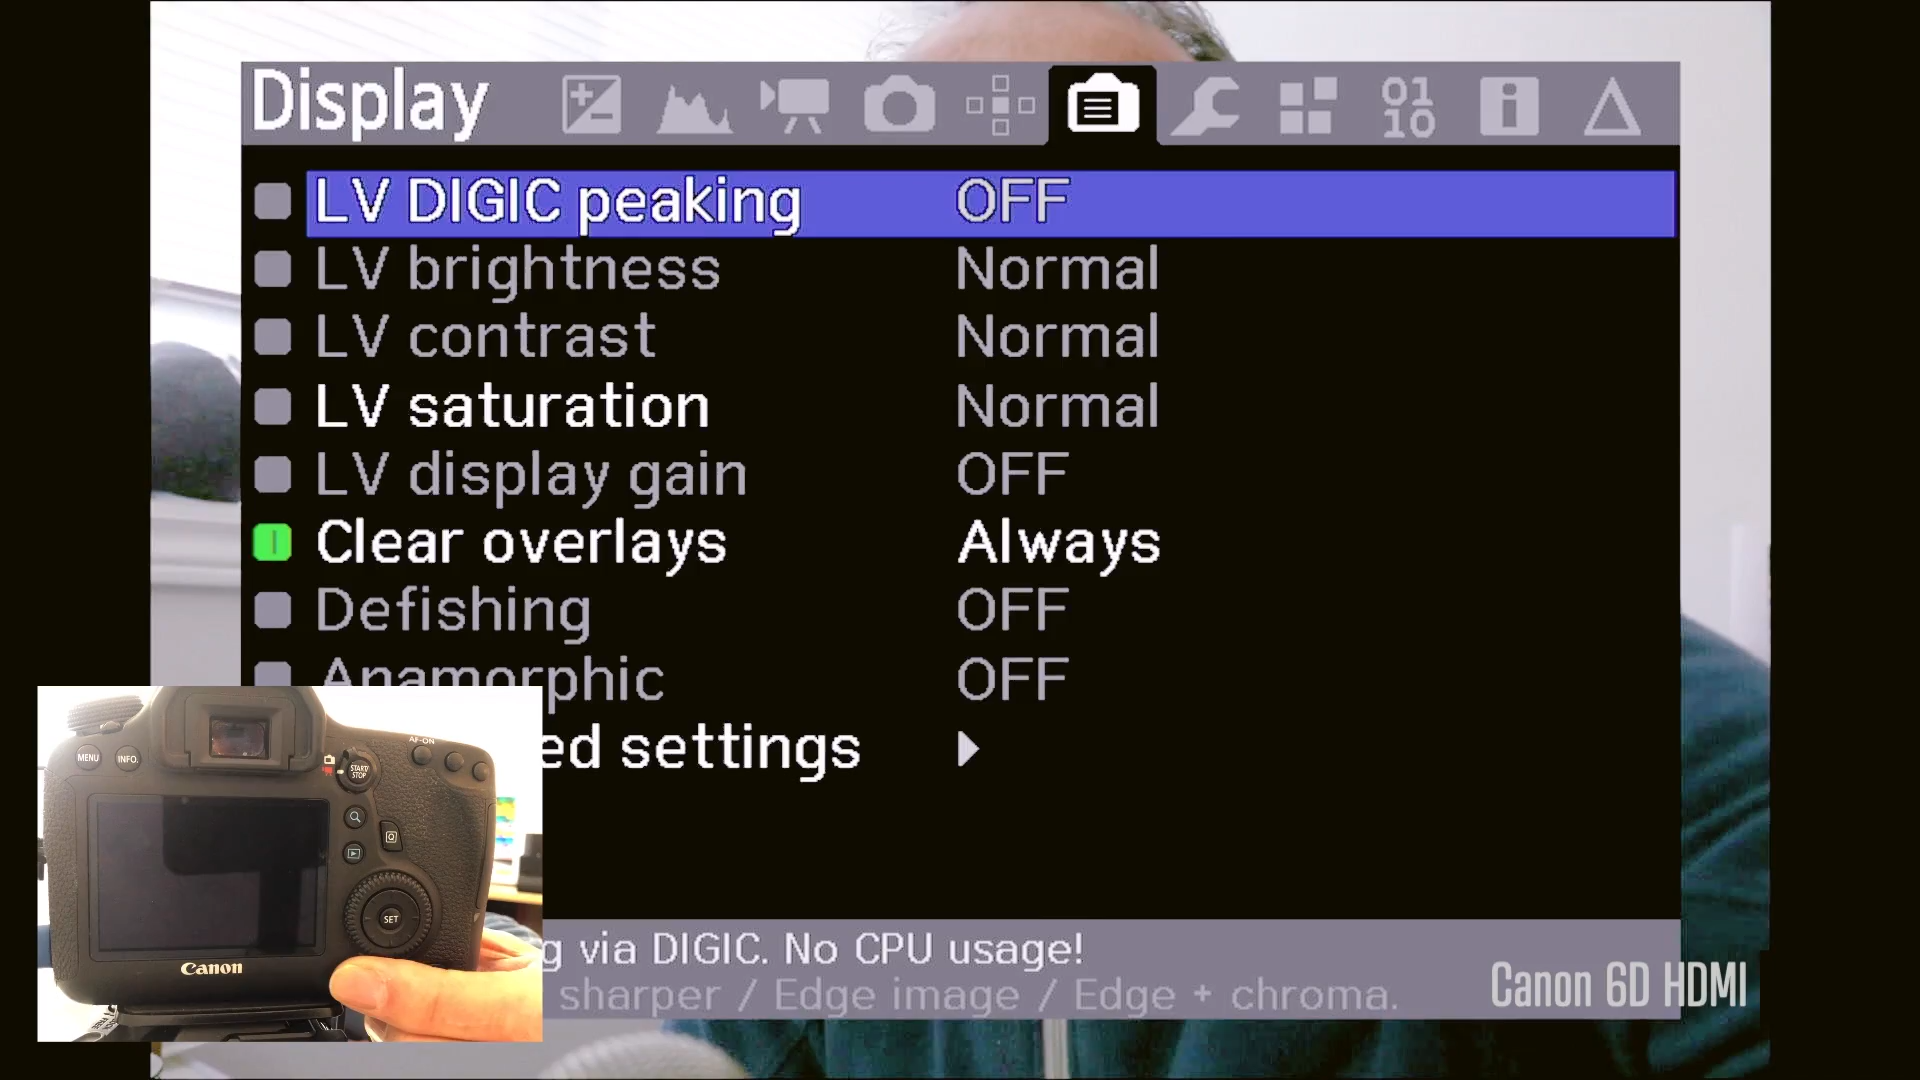 Display
LV DIGIC peaking OFF
LV brightness Normal
LV contrast Normal
LV saturation Normal
LV display gain OFF
Clear overlays Always
Defishing OFF
Anamorphic OFF
settings
via DIGIC. No CPU usage!
sharper / Edge image / Edge + chroma.
Canon 6D HDMI
MENU
INFO.
AF-ON
START/
STOP
Q
SET
Canon
01
10
i